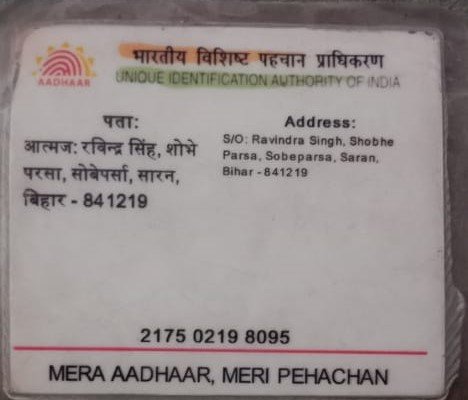 भारतीय विशिष्ट पहचान प्राधिकरण
AADHAAR
UNIQUE IDENTIFICATION AUTHORITY OF INDIA
पता:
आत्मज: रबिन्द्र सिंह, शोभे
परसा, सोबेपर्सा, सारन,
बिहार - 841219
Address:
S/O: Ravindra Singh, Shobhe
Parsa, Sobeparsa, Saran,
Bihar - 841219
2175 0219 8095
MERA AADHAAR, MERI PEHACHAN